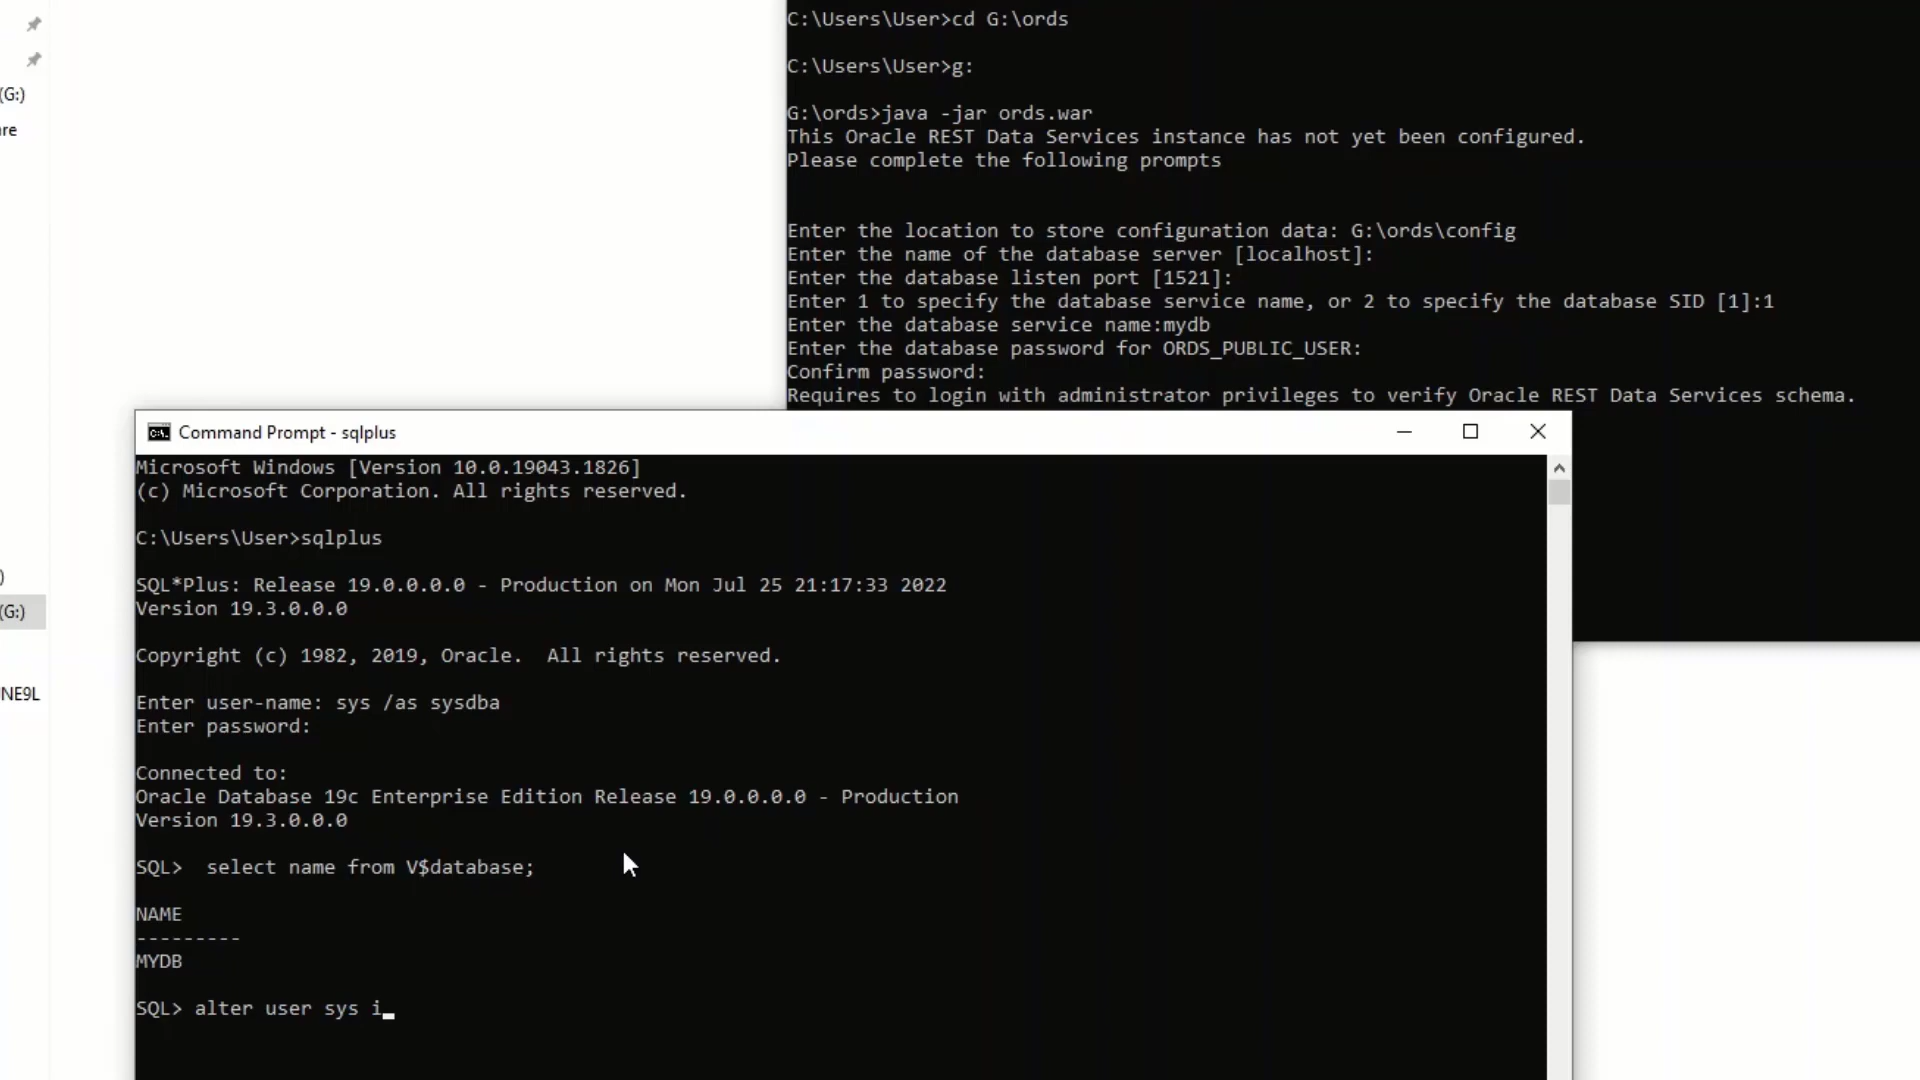 (G:)
re
)
(G:)
NE9L
C:\Users\User>cd G:\ords
C:\Users\User>g:
G:\ords>java -jar ords.war
This Oracle REST Data Services instance has not yet been configured.
Please complete the following prompts
Enter the location to store configuration data: G:\ords\config
Enter the name of the database server [localhost]:
Enter the database listen port [1521]:
Enter 1 to specify the database service name, or 2 to specify the database SID [1]:1
Enter the database service name:mydb
Enter the database password for ORDS_PUBLIC_USER:
Confirm password:
Requires to login with administrator privileges to verify Oracle REST Data Services schema.
Command Prompt - sqlplus
Microsoft Windows [Version 10.0.19043.1826]
(c) Microsoft Corporation. All rights reserved.
C:\Users\User>sqlplus
SQL*Plus: Release 19.0.0.0.0 - Production on Mon Jul 25 21:17:33 2022
Version 19.3.0.0.0
Copyright (c) 1982, 2019, Oracle.  All rights reserved.
Enter user-name: sys /as sysdba
Enter password:
Connected to:
Oracle Database 19c Enterprise Edition Release 19.0.0.0.0 - Production
Version 19.3.0.0.0
SQL>  select name from V$database;
NAME
---------
MYDB
SQL> alter user sys i_